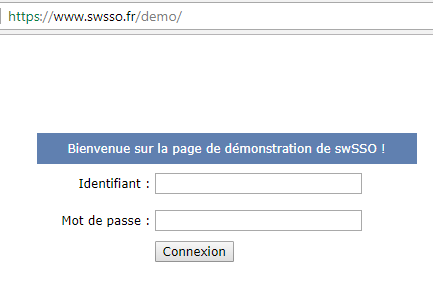 https://www.swsso.fr/demo/
Bienvenue sur la page de démonstration de swSSO !
Identifiant :
Mot de passe :
Connexion